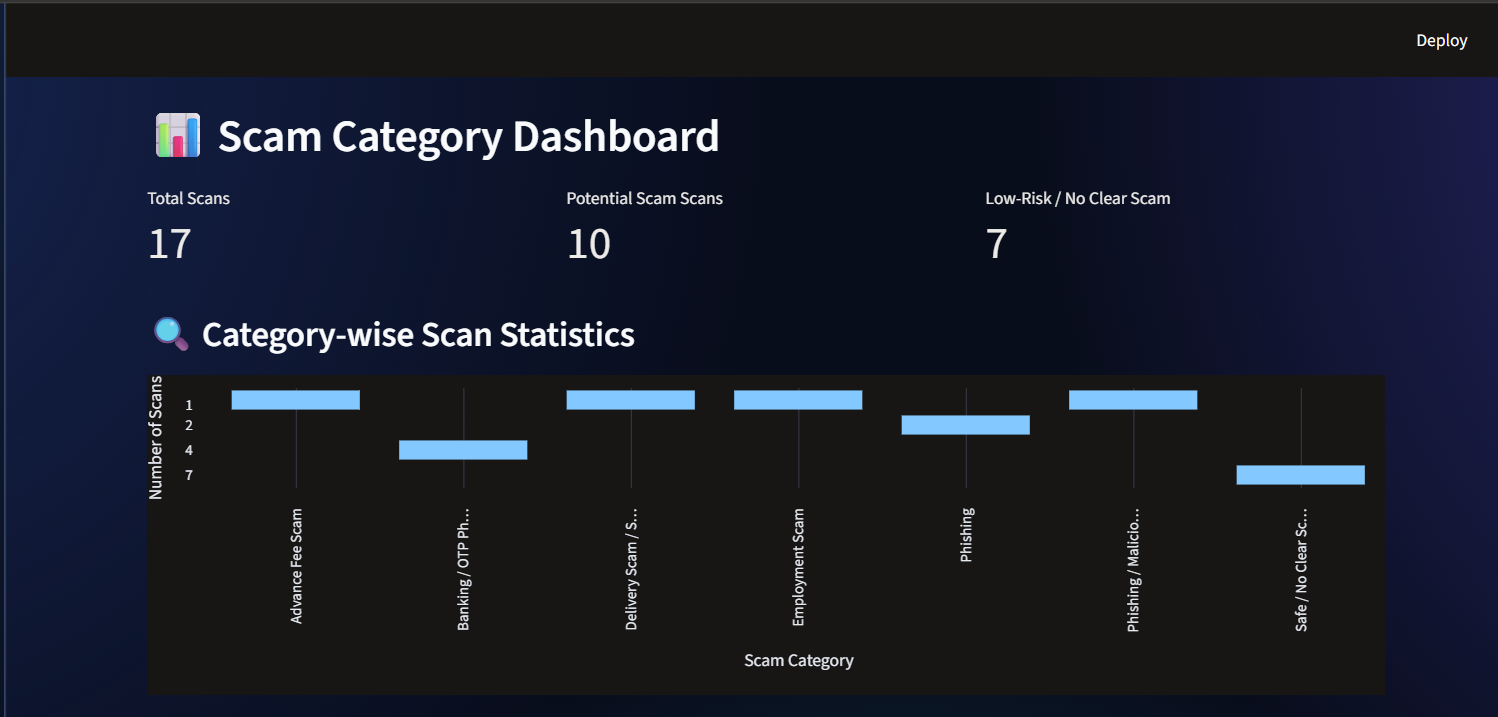 Deploy
Scam Category Dashboard
Total Scans
17
Potential Scam Scans
10
Low-Risk / No Clear Scam
7
Category-wise Scan Statistics
Number of Scans
1
2
4
7
Advance Fee Scam
Banking / OTP Ph...
Delivery Scam / S...
Employment Scam
Phishing
Phishing / Malicio...
Safe / No Clear Sc...
Scam Category